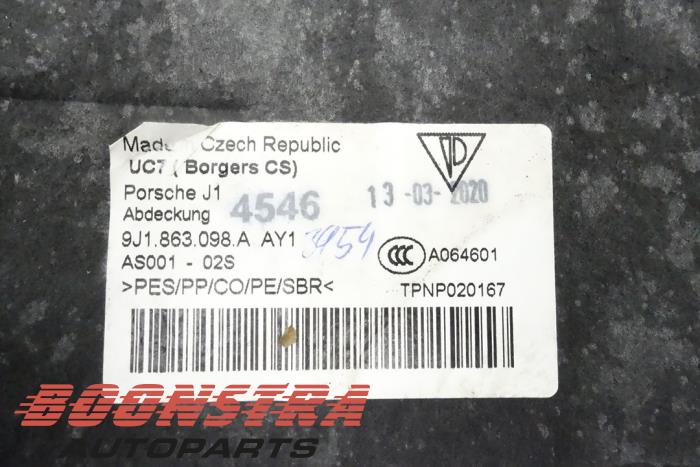 Made in Czech Republic
UC7 ( Borgers CS)
13-03-2020
Porsche J1
Abdeckung
4546
9J1.863.098.A AY1
3954
CCC A064601
AS001 - 02S
>PES/PP/CO/PE/SBR<
TPNP020167
BOONSTRA
AUTOPARTS